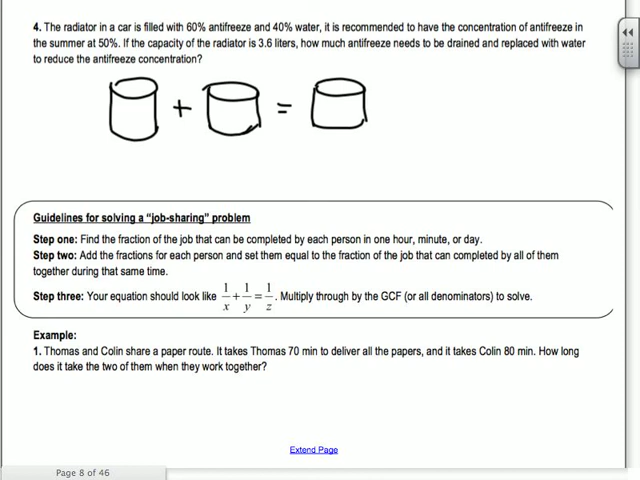 4. The radiator in a car is filled with 60% antifreeze and 40% water, it is recommended to have the concentration of antifreeze in
the summer at 50%. If the capacity of the radiator is 3.6 liters, how much antifreeze needs to be drained and replaced with water
to reduce the antifreeze concentration?
+ =
Guidelines for solving a “job-sharing” problem
Step one: Find the fraction of the job that can be completed by each person in one hour, minute, or day.
Step two: Add the fractions for each person and set them equal to the fraction of the job that can completed by all of them
together during that same time.
Step three: Your equation should look like 1/x + 1/y = 1/z. Multiply through by the GCF (or all denominators) to solve.
Example:
1. Thomas and Colin share a paper route. It takes Thomas 70 min to deliver all the papers, and it takes Colin 80 min. How long
does it take the two of them when they work together?
Extend Page
Page 8 of 46